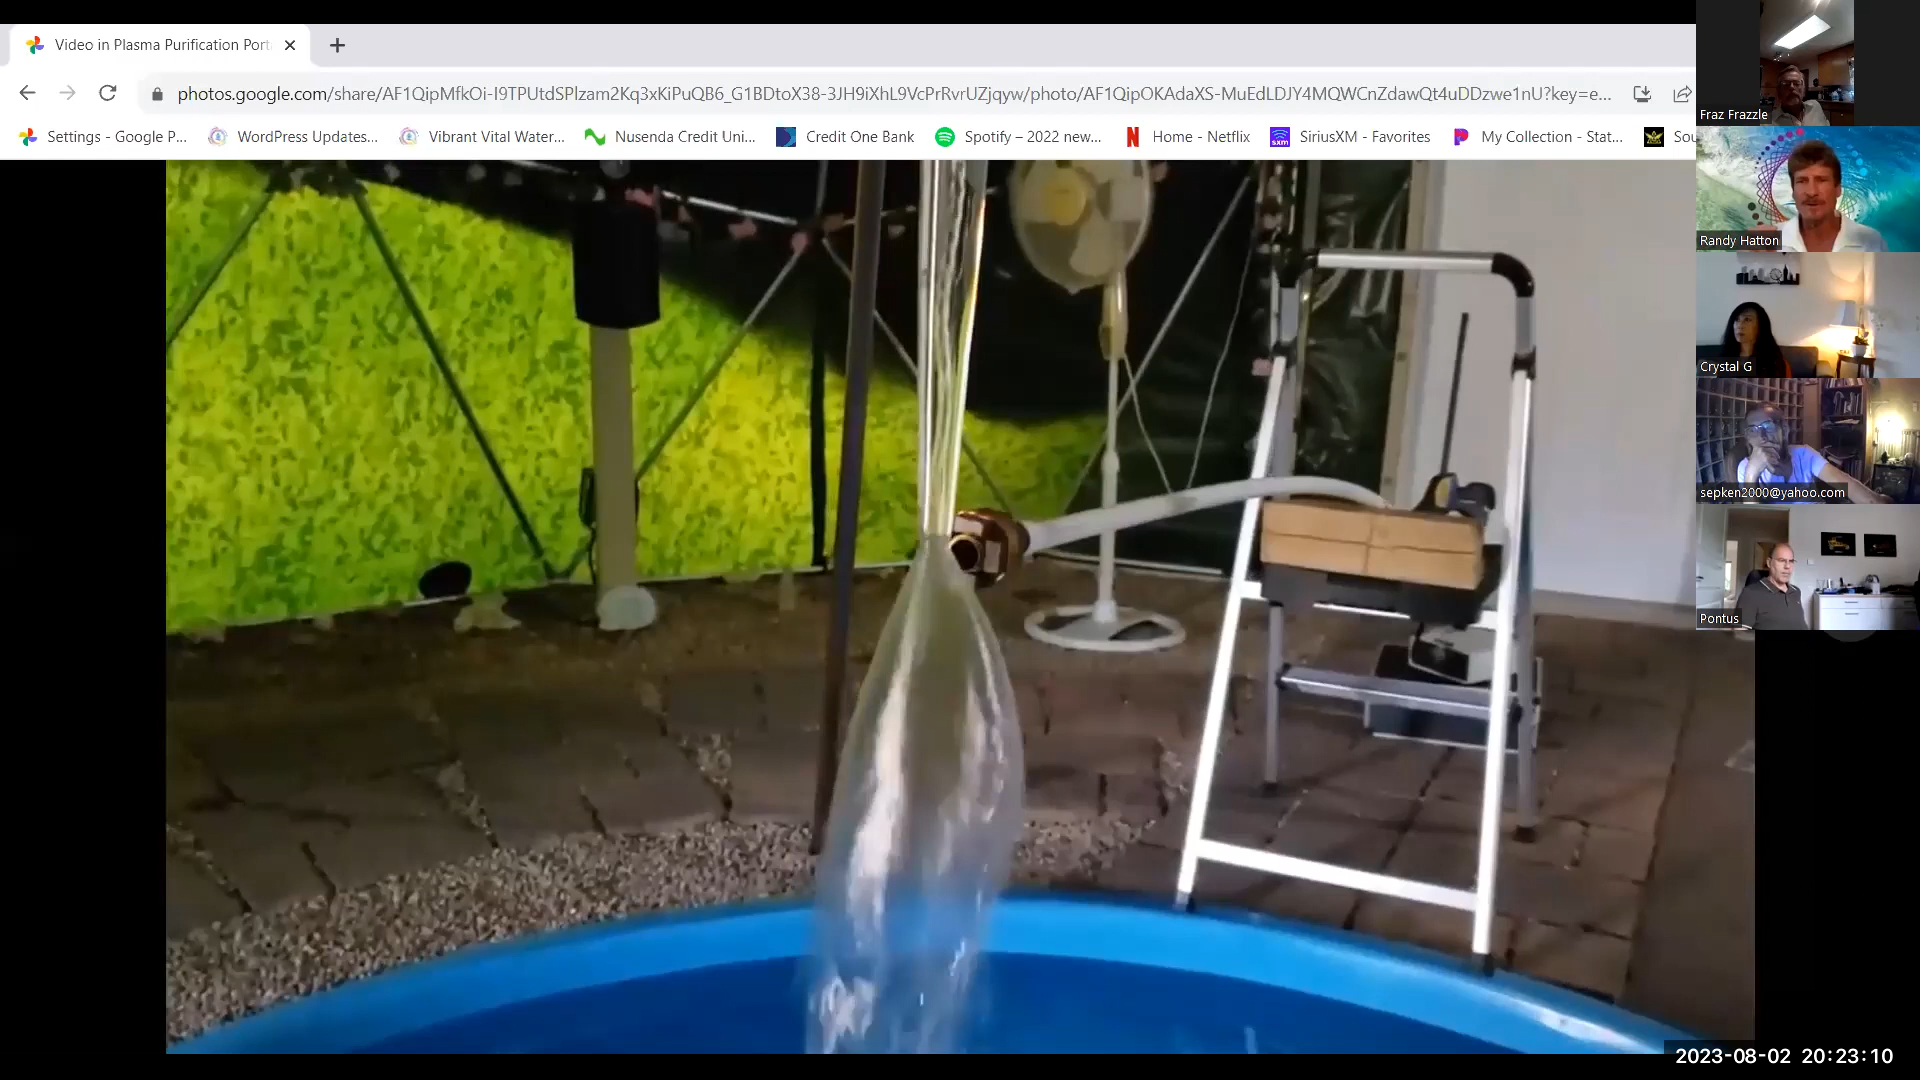 Video in Plasma Purification Port
photos.google.com/share/AF1QipMfkOi-I9TPUtdSPlzam2Kq3xKiPuQB6_G1BDtoX38-3JH9iXhL9VcPrRvrUZjqyw/photo/AF1QipOKAdaXS-MuEdLDJY4MQWCnZdawQt4uDDzwe1nU?key=e...
Settings - Google P... WordPress Updates... Vibrant Vital Water... Nusenda Credit Uni... Credit One Bank Spotify – 2022 new... Home - Netflix sxm SiriusXM - Favorites My Collection - Stat... Sou
Fraz Frazzle
Randy Hatton
Crystal G
sepken2000@yahoo.com
Pontus
2023-08-02 20:23:10